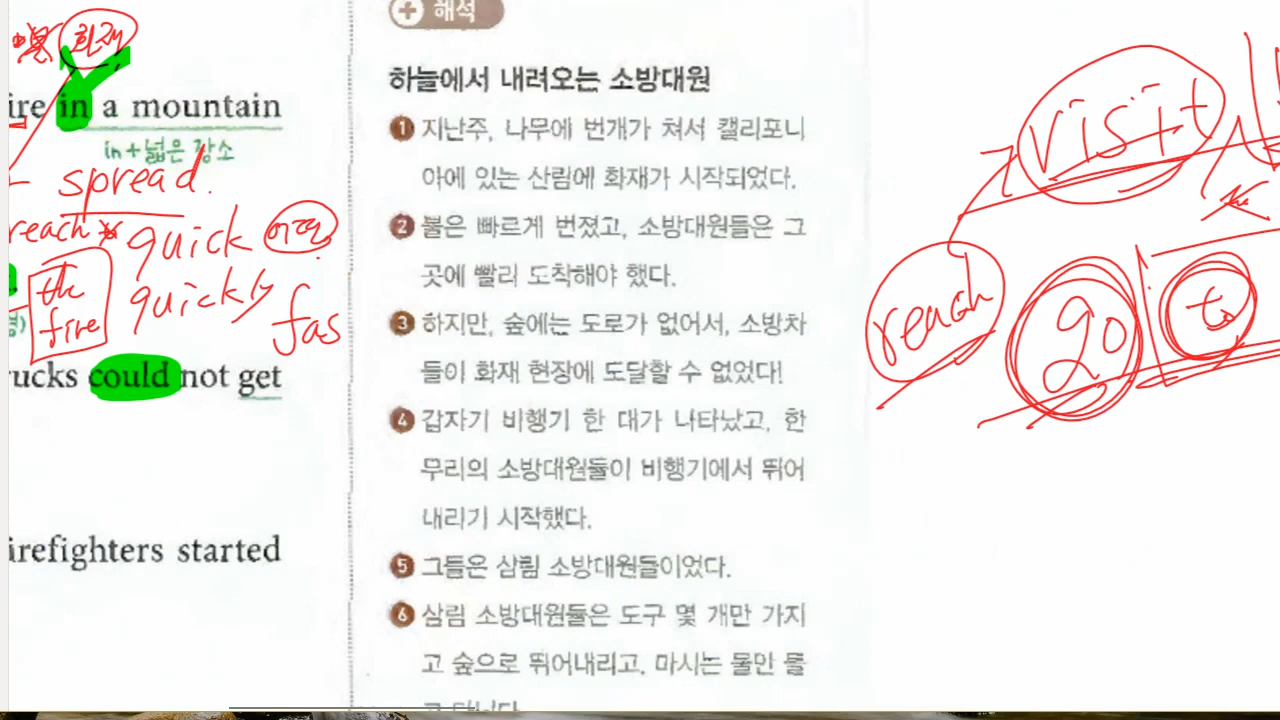 화재
ire in a mountain
in+넓은 장소
spread.
reach quick
the quickly
fire fas
ucks could not get
irefighters started
해석
하늘에서 내려오는 소방대원
1 지난주, 나무에 번개가 쳐서 캘리포니
아에 있는 산림에 화재가 시작되었다.
2 불은 빠르게 번졌고, 소방대원들은 그
곳에 빨리 도착해야 했다.
3 하지만, 숲에는 도로가 없어서, 소방차
들이 화재 현장에 도달할 수 없었다!
4 갑자기 비행기 한 대가 나타났고, 한
무리의 소방대원들이 비행기에서 뛰어
내리기 시작했다.
5 그들은 삼림 소방대원들이었다.
6 삼림 소방대원들은 도구 몇 개만 가지
고 숲으로 뛰어내리고, 마시는 물만 들
visit
reach go to